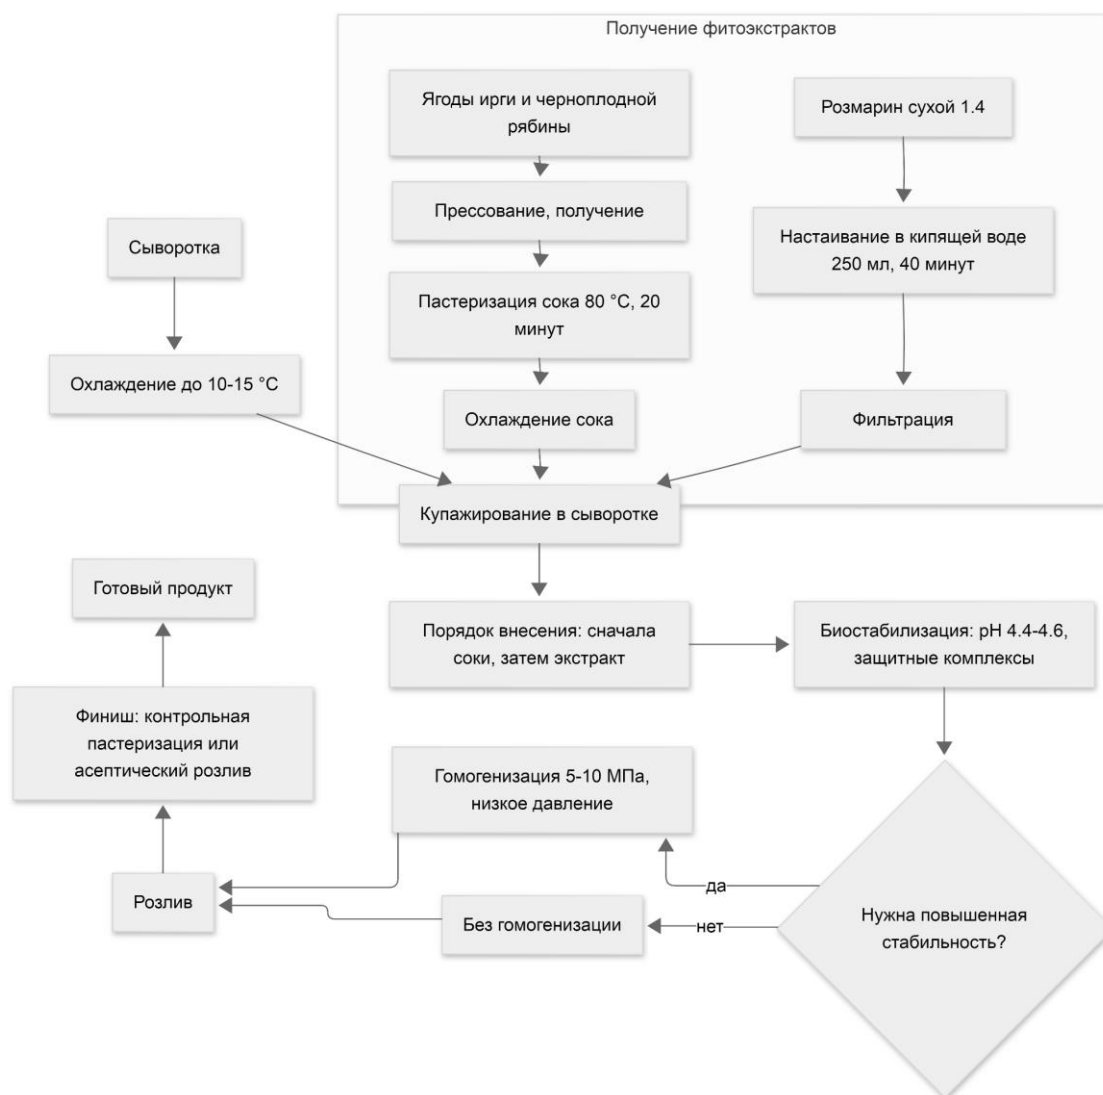 Получение фитоэкстрактов
Ягоды ирги и черноплодной
рябины
Розмарин сухой 1.4
Прессование, получение
Настаивание в кипящей воде
250 мл, 40 минут
Сыворотка
Пастеризация сока 80 °C, 20
минут
Охлаждение до 10-15 °C
Охлаждение сока
Фильтрация
Купажирование в сыворотке
Готовый продукт
Порядок внесения: сначала
соки, затем экстракт
Биостабилизация: pH 4.4-4.6,
защитные комплексы
Финиш: контрольная
пастеризация или
асептический розлив
Гомогенизация 5-10 МПа,
низкое давление
да
Розлив
Без гомогенизации
нет
Нужна повышенная
стабильность?